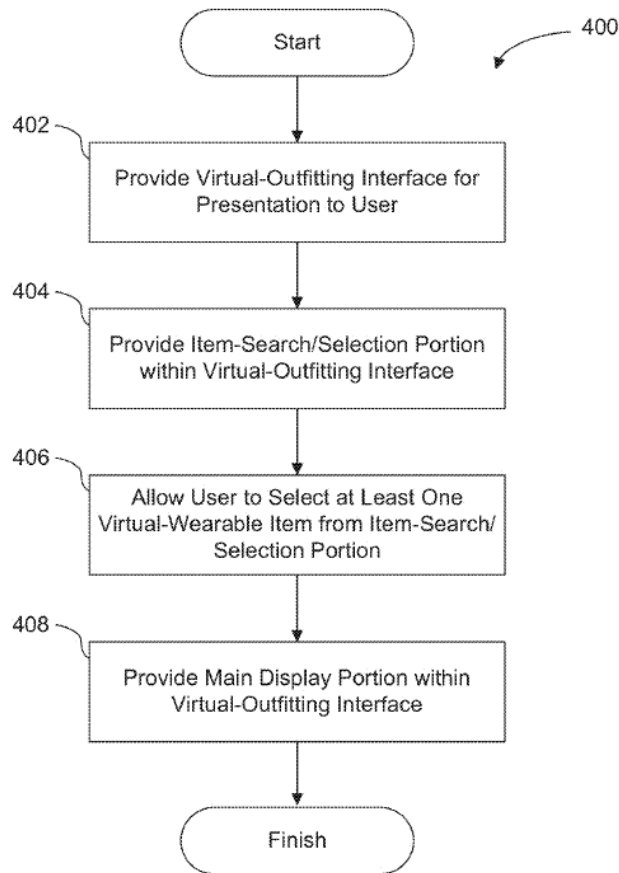 Start
400
402
Provide Virtual-Outfitting Interface for
Presentation to User
404
Provide Item-Search/Selection Portion
within Virtual-Outfitting Interface
406
Allow User to Select at Least One
Virtual-Wearable Item from Item-Search/
Selection Portion
408
Provide Main Display Portion within
Virtual-Outfitting Interface
Finish